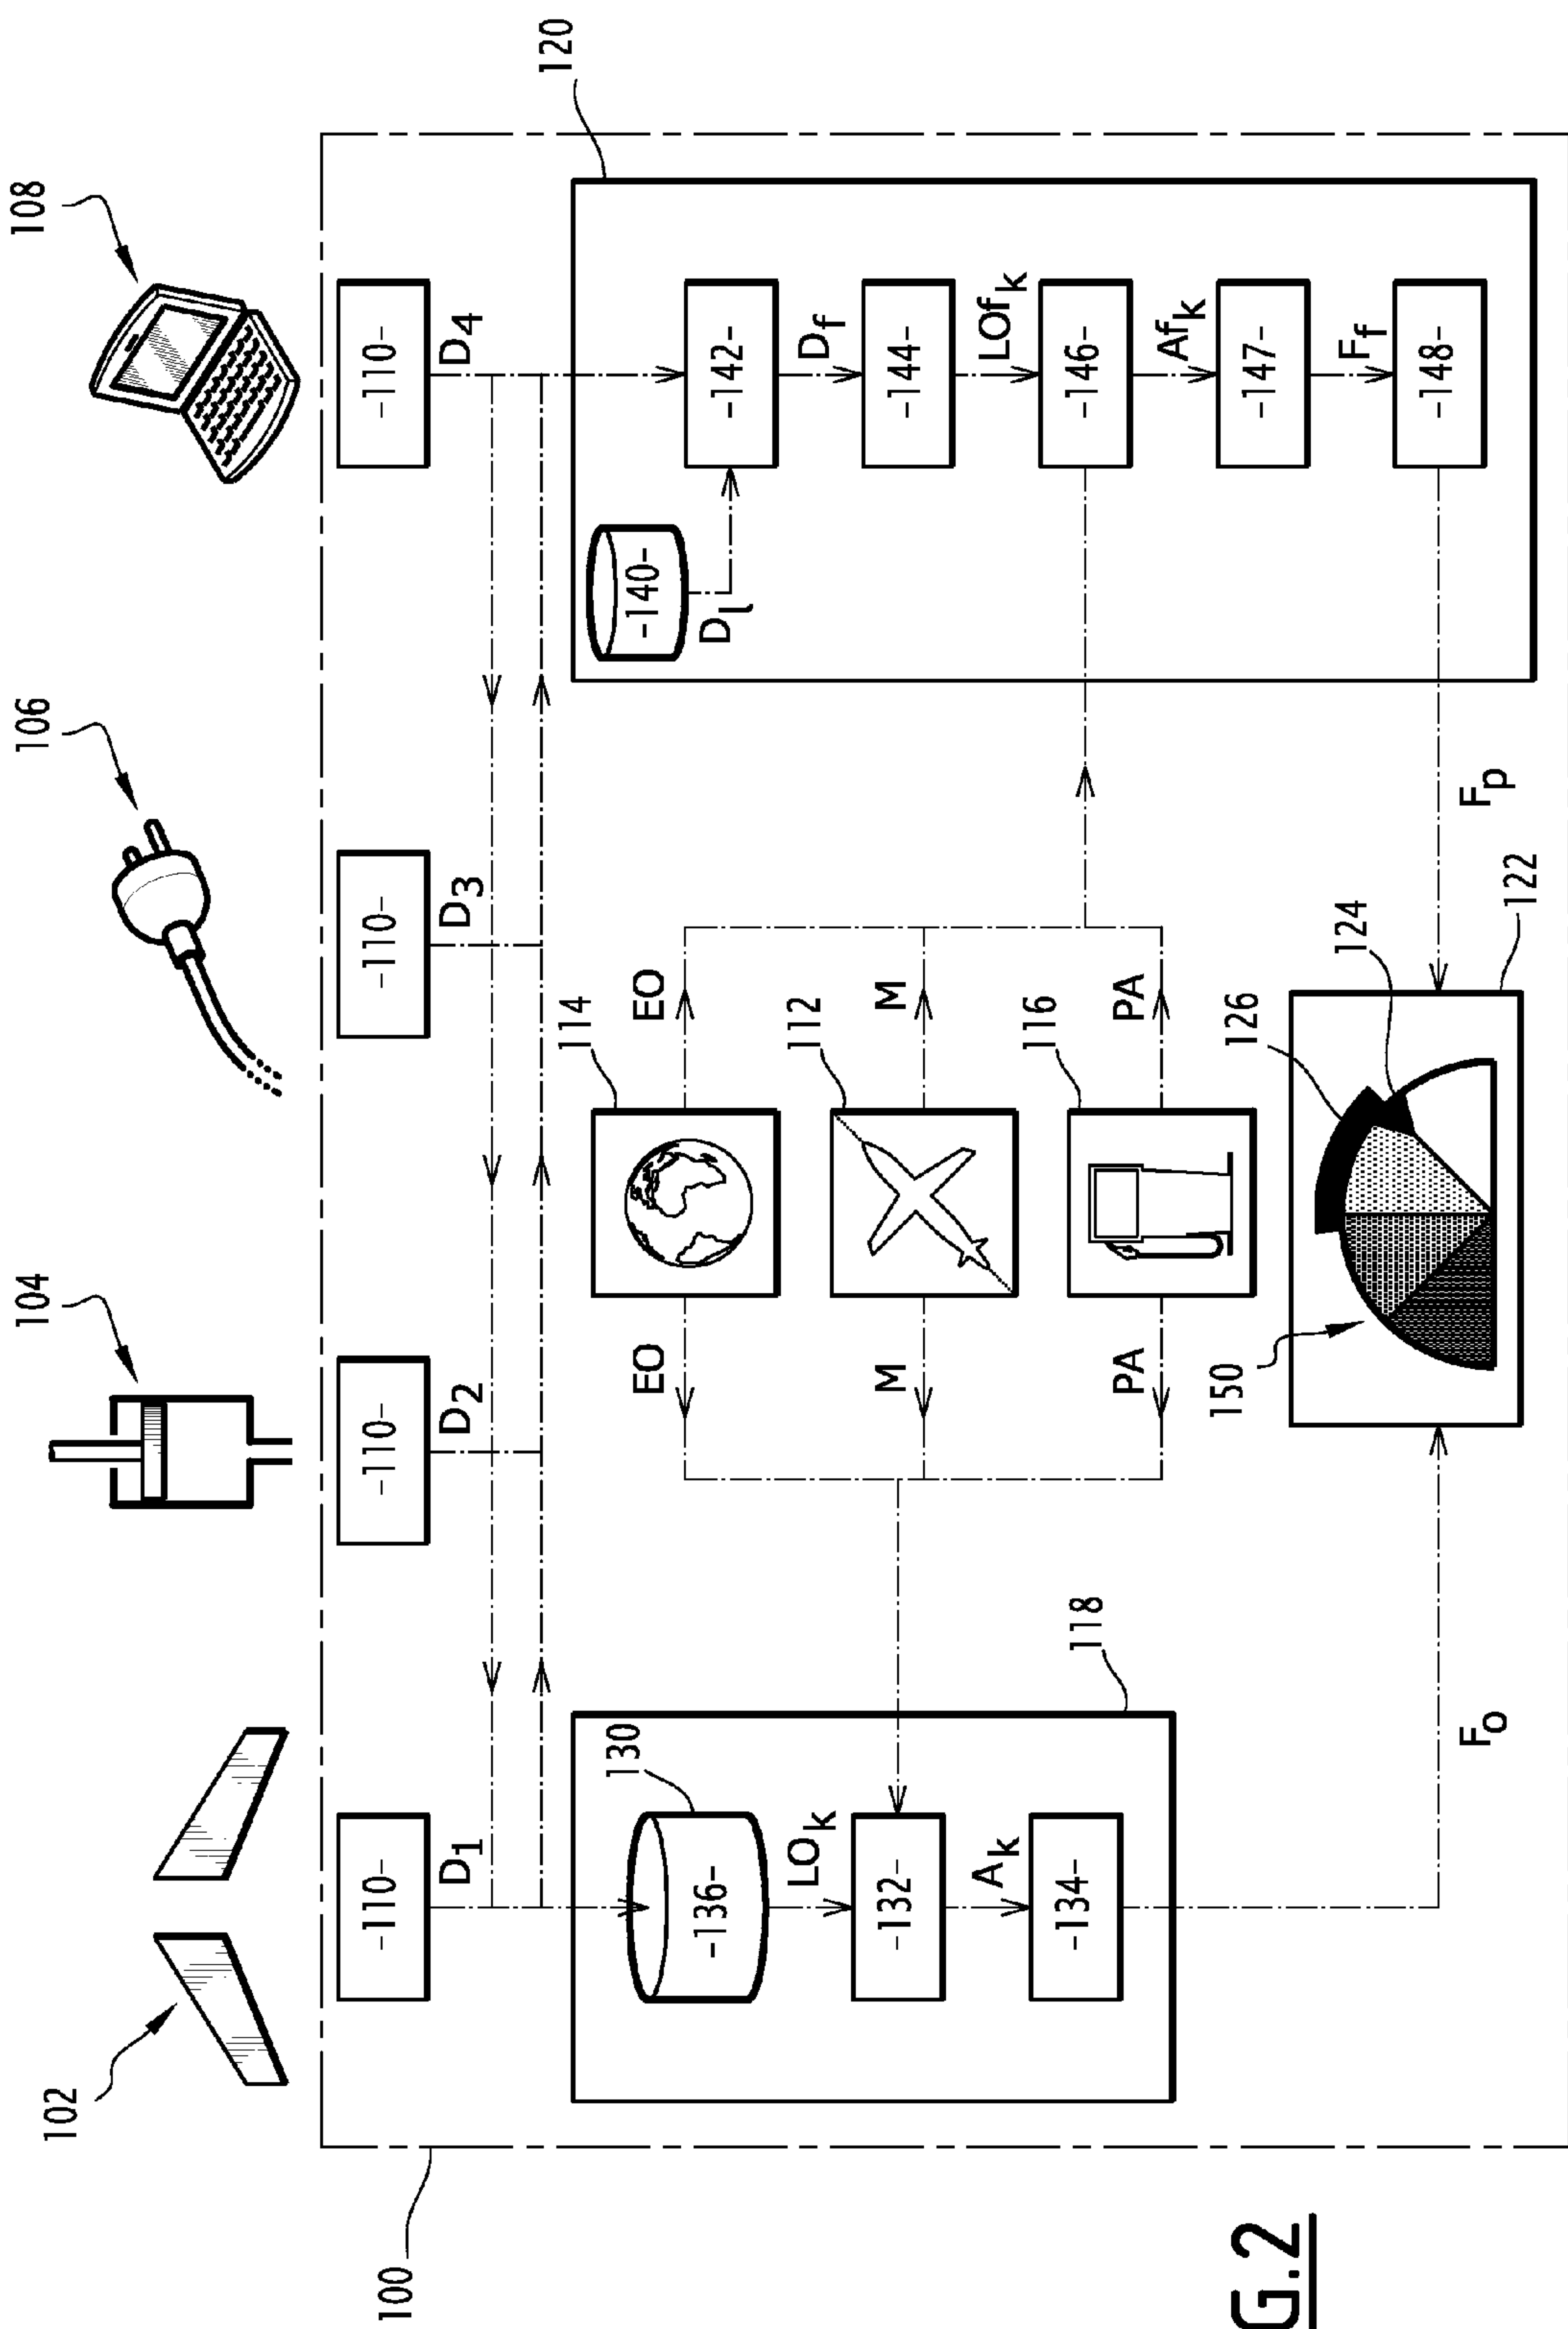 102
104
106
108
100
-110-
-110-
-110-
-110-
D1
D2
D3
D4
120
-140-
Dl
-142-
Df
-144-
LOfk
-146-
Afk
-147-
Ff
-148-
114
EO
EO
112
M
M
116
PA
PA
130
-136-
LOk
-132-
Ak
-134-
118
150
126
124
122
Fo
Fp
G.2